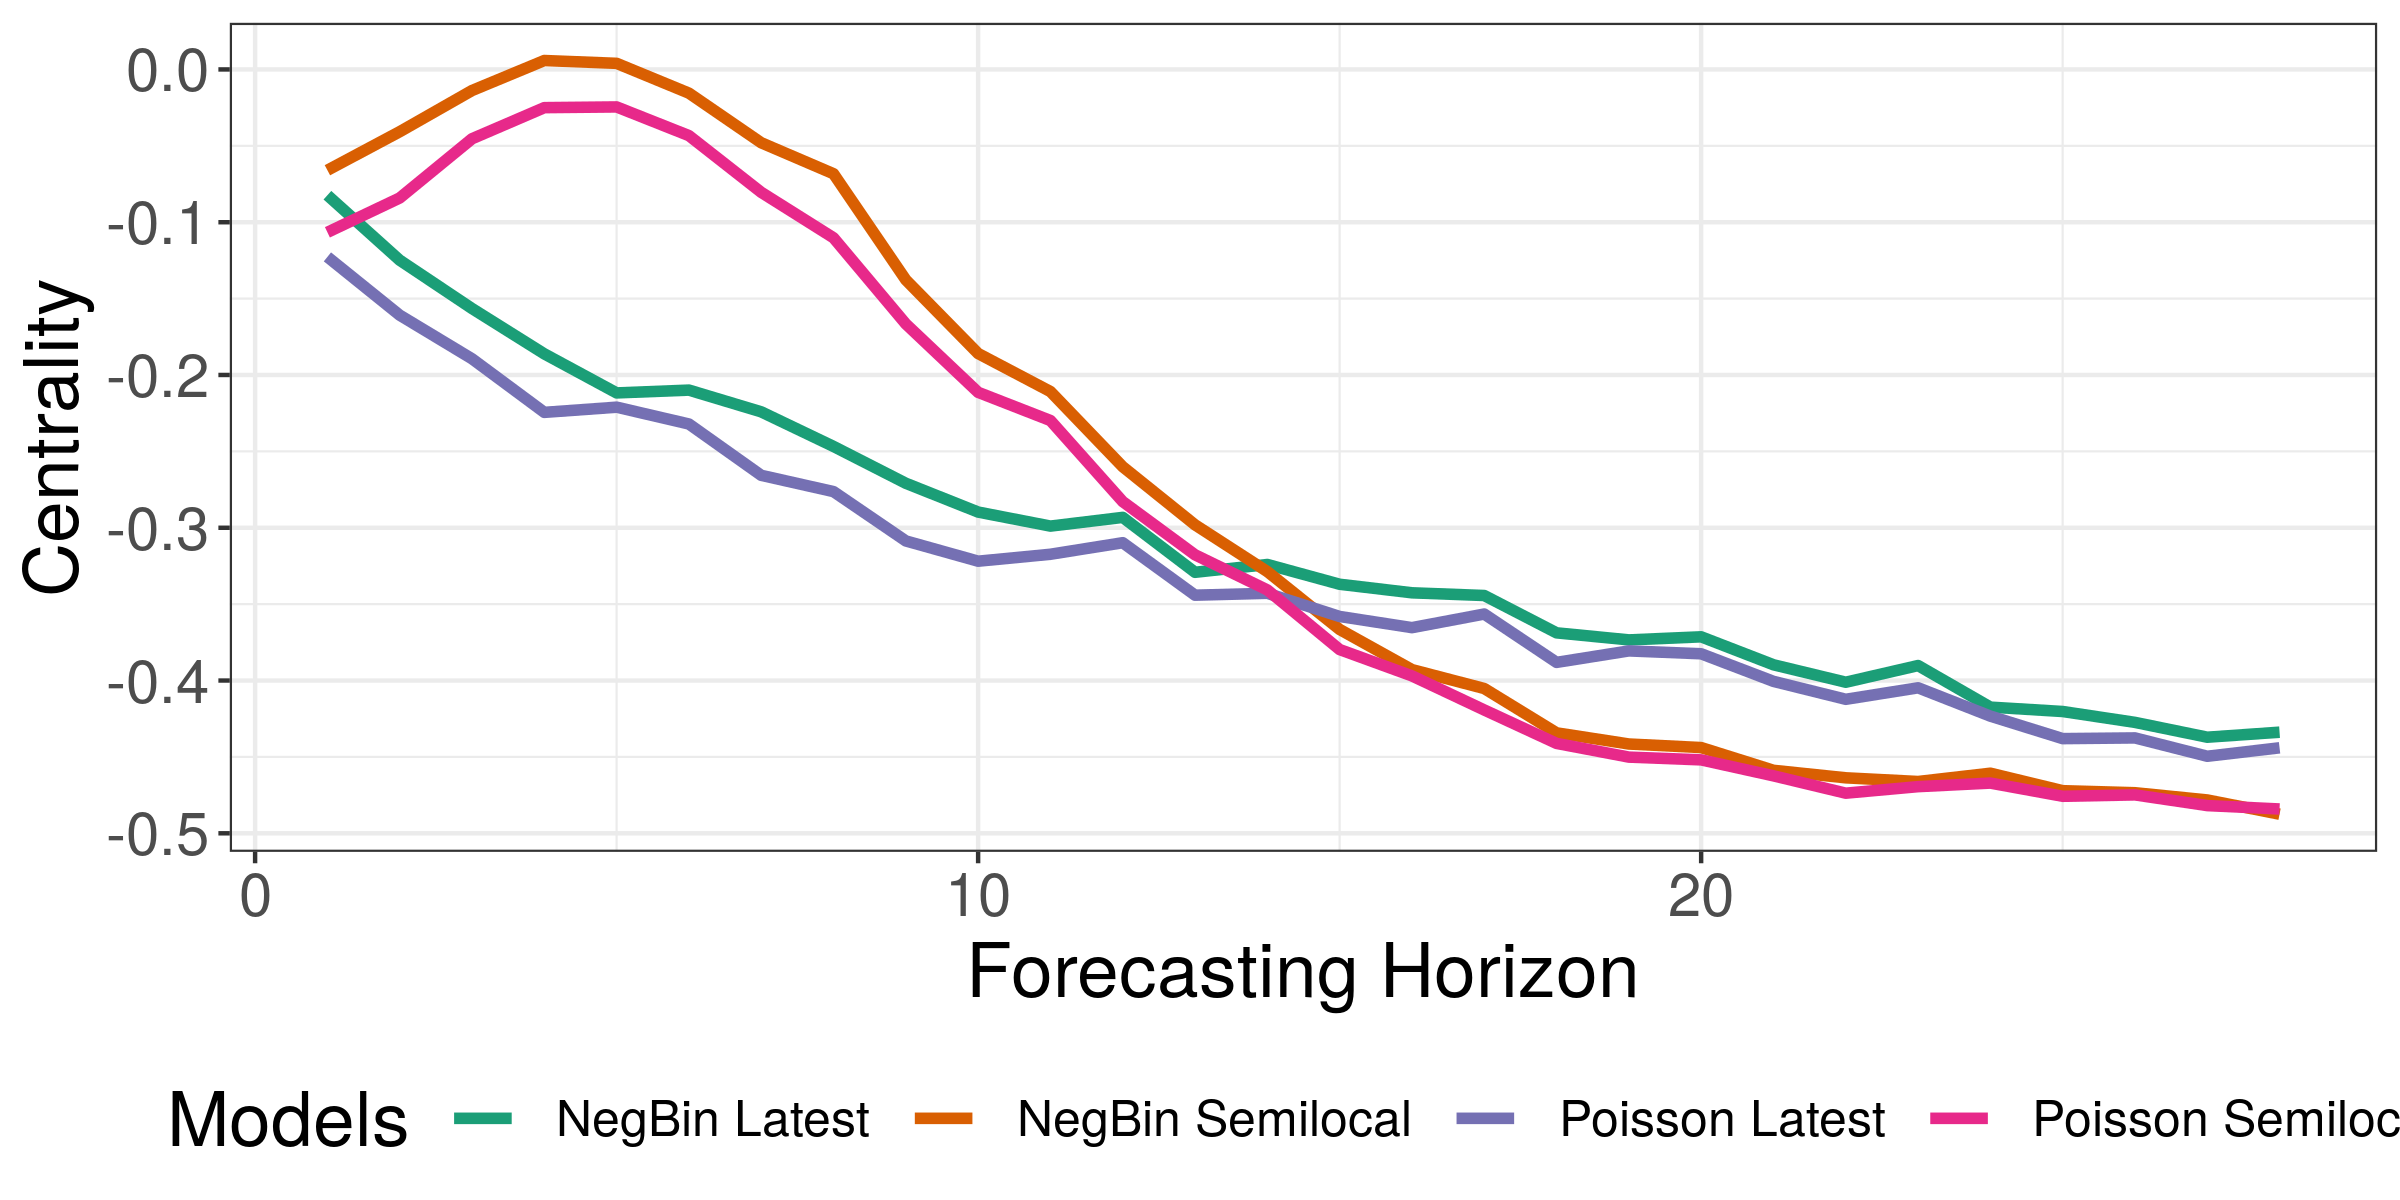 0.0
-0.1
-0.2
-0.3
-0.4
-0.5
Centrality
0 10 20
Forecasting Horizon
Models NegBin Latest NegBin Semilocal Poisson Latest Poisson Semiloc